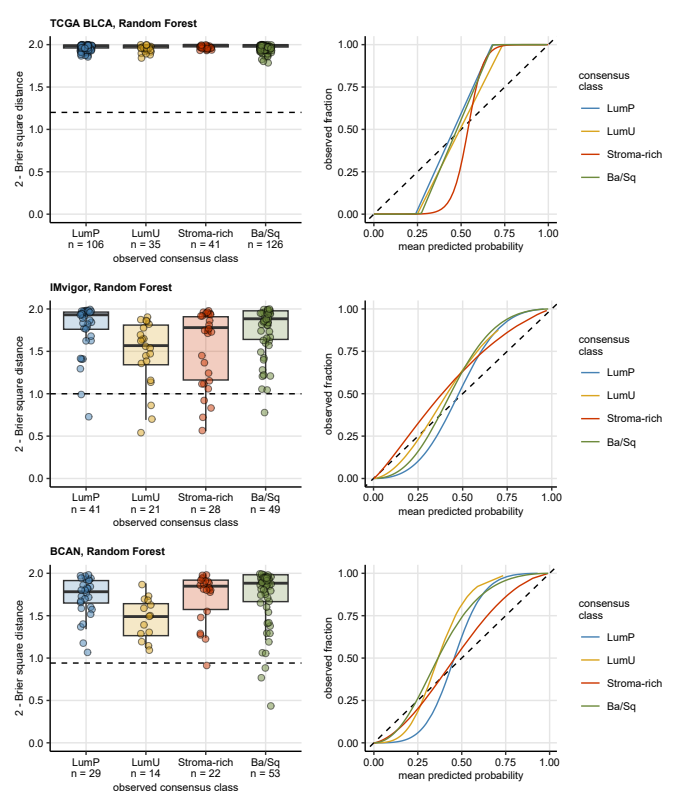 TCGA BLCA, Random Forest
2 - Brier square distance
2.0
1.5
1.0
0.5
0.0
LumP LumU Stroma-rich Ba/Sq
n = 106 n = 35 n = 41 n = 126
observed consensus class
observed fraction
1.00
0.75
0.50
0.25
0.00
0.00 0.25 0.50 0.75 1.00
mean predicted probability
consensus
class
LumP
LumU
Stroma-rich
Ba/Sq
IMvigor, Random Forest
2 - Brier square distance
2.0
1.5
1.0
0.5
0.0
LumP LumU Stroma-rich Ba/Sq
n = 41 n = 21 n = 28 n = 49
observed consensus class
observed fraction
1.00
0.75
0.50
0.25
0.00
0.00 0.25 0.50 0.75 1.00
mean predicted probability
consensus
class
LumP
LumU
Stroma-rich
Ba/Sq
BCAN, Random Forest
2 - Brier square distance
2.0
1.5
1.0
0.5
0.0
LumP LumU Stroma-rich Ba/Sq
n = 29 n = 14 n = 22 n = 53
observed consensus class
observed fraction
1.00
0.75
0.50
0.25
0.00
0.00 0.25 0.50 0.75 1.00
mean predicted probability
consensus
class
LumP
LumU
Stroma-rich
Ba/Sq